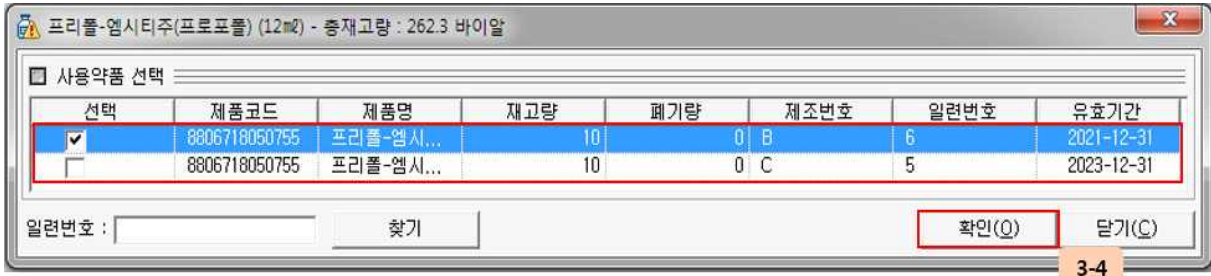 프리폴-엠시티주(프로포폴) (12㎖) - 총재고량 : 262.3 바이알
사용약품 선택
선택 제품코드 제품명 재고량 폐기량 제조번호 일련번호 유효기간
8806718050755 프리폴-엠시... 10 0 B 6 2021-12-31
8806718050755 프리폴-엠시... 10 0 C 5 2023-12-31
일련번호 : 찾기 확인(O) 닫기(C)
3-4